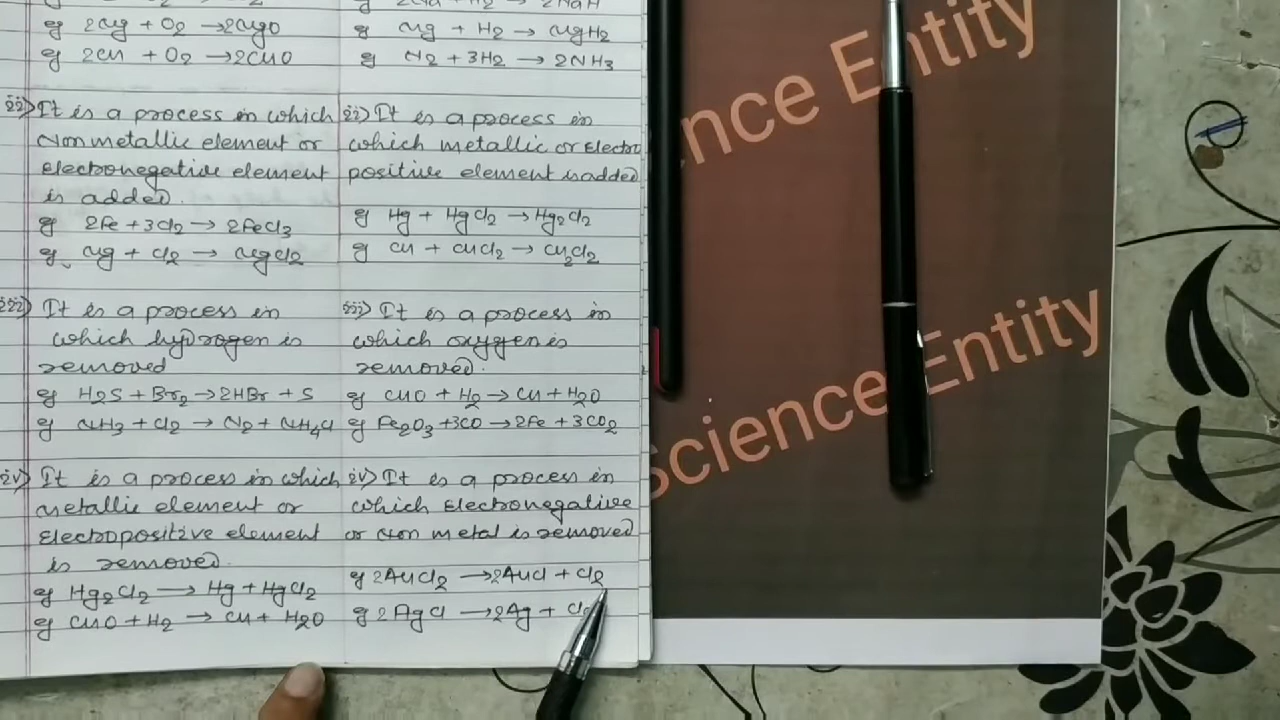 eg 2Mg + O2 → 2MgO
eg 2Cu + O2 → 2CuO
ii) It is a process in which
Nonmetallic element or
Electronegative element
is added.
eg 2Fe + 3Cl2 → 2FeCl3
eg Mg + Cl2 → MgCl2
iii) It is a process in
which hydrogen is
removed
eg H2S + Br2 → 2HBr + S
eg NH3 + Cl2 → N2 + NH4Cl
iv) It is a process in which
Metallic element or
Electropositive element
is removed.
eg Hg2Cl2 → Hg + HgCl2
eg CuO + H2 → Cu + H2O
eg Mg + H2 → MgH2
eg N2 + 3H2 → 2NH3
ii) It is a process in
which metallic or Electro
positive element is added
eg Hg + HgCl2 → Hg2Cl2
eg Cu + CuCl2 → Cu2Cl2
iii) It is a process in
which oxygen is
removed.
eg CuO + H2 → Cu + H2O
eg Fe2O3 + 3CO → 2Fe + 3CO2
iv) It is a process in
which Electronegative
or Non metal is removed
eg 2AuCl2 → 2AuCl + Cl2
eg 2AgCl → 2Ag + Cl2
nce Entity
Science Entity